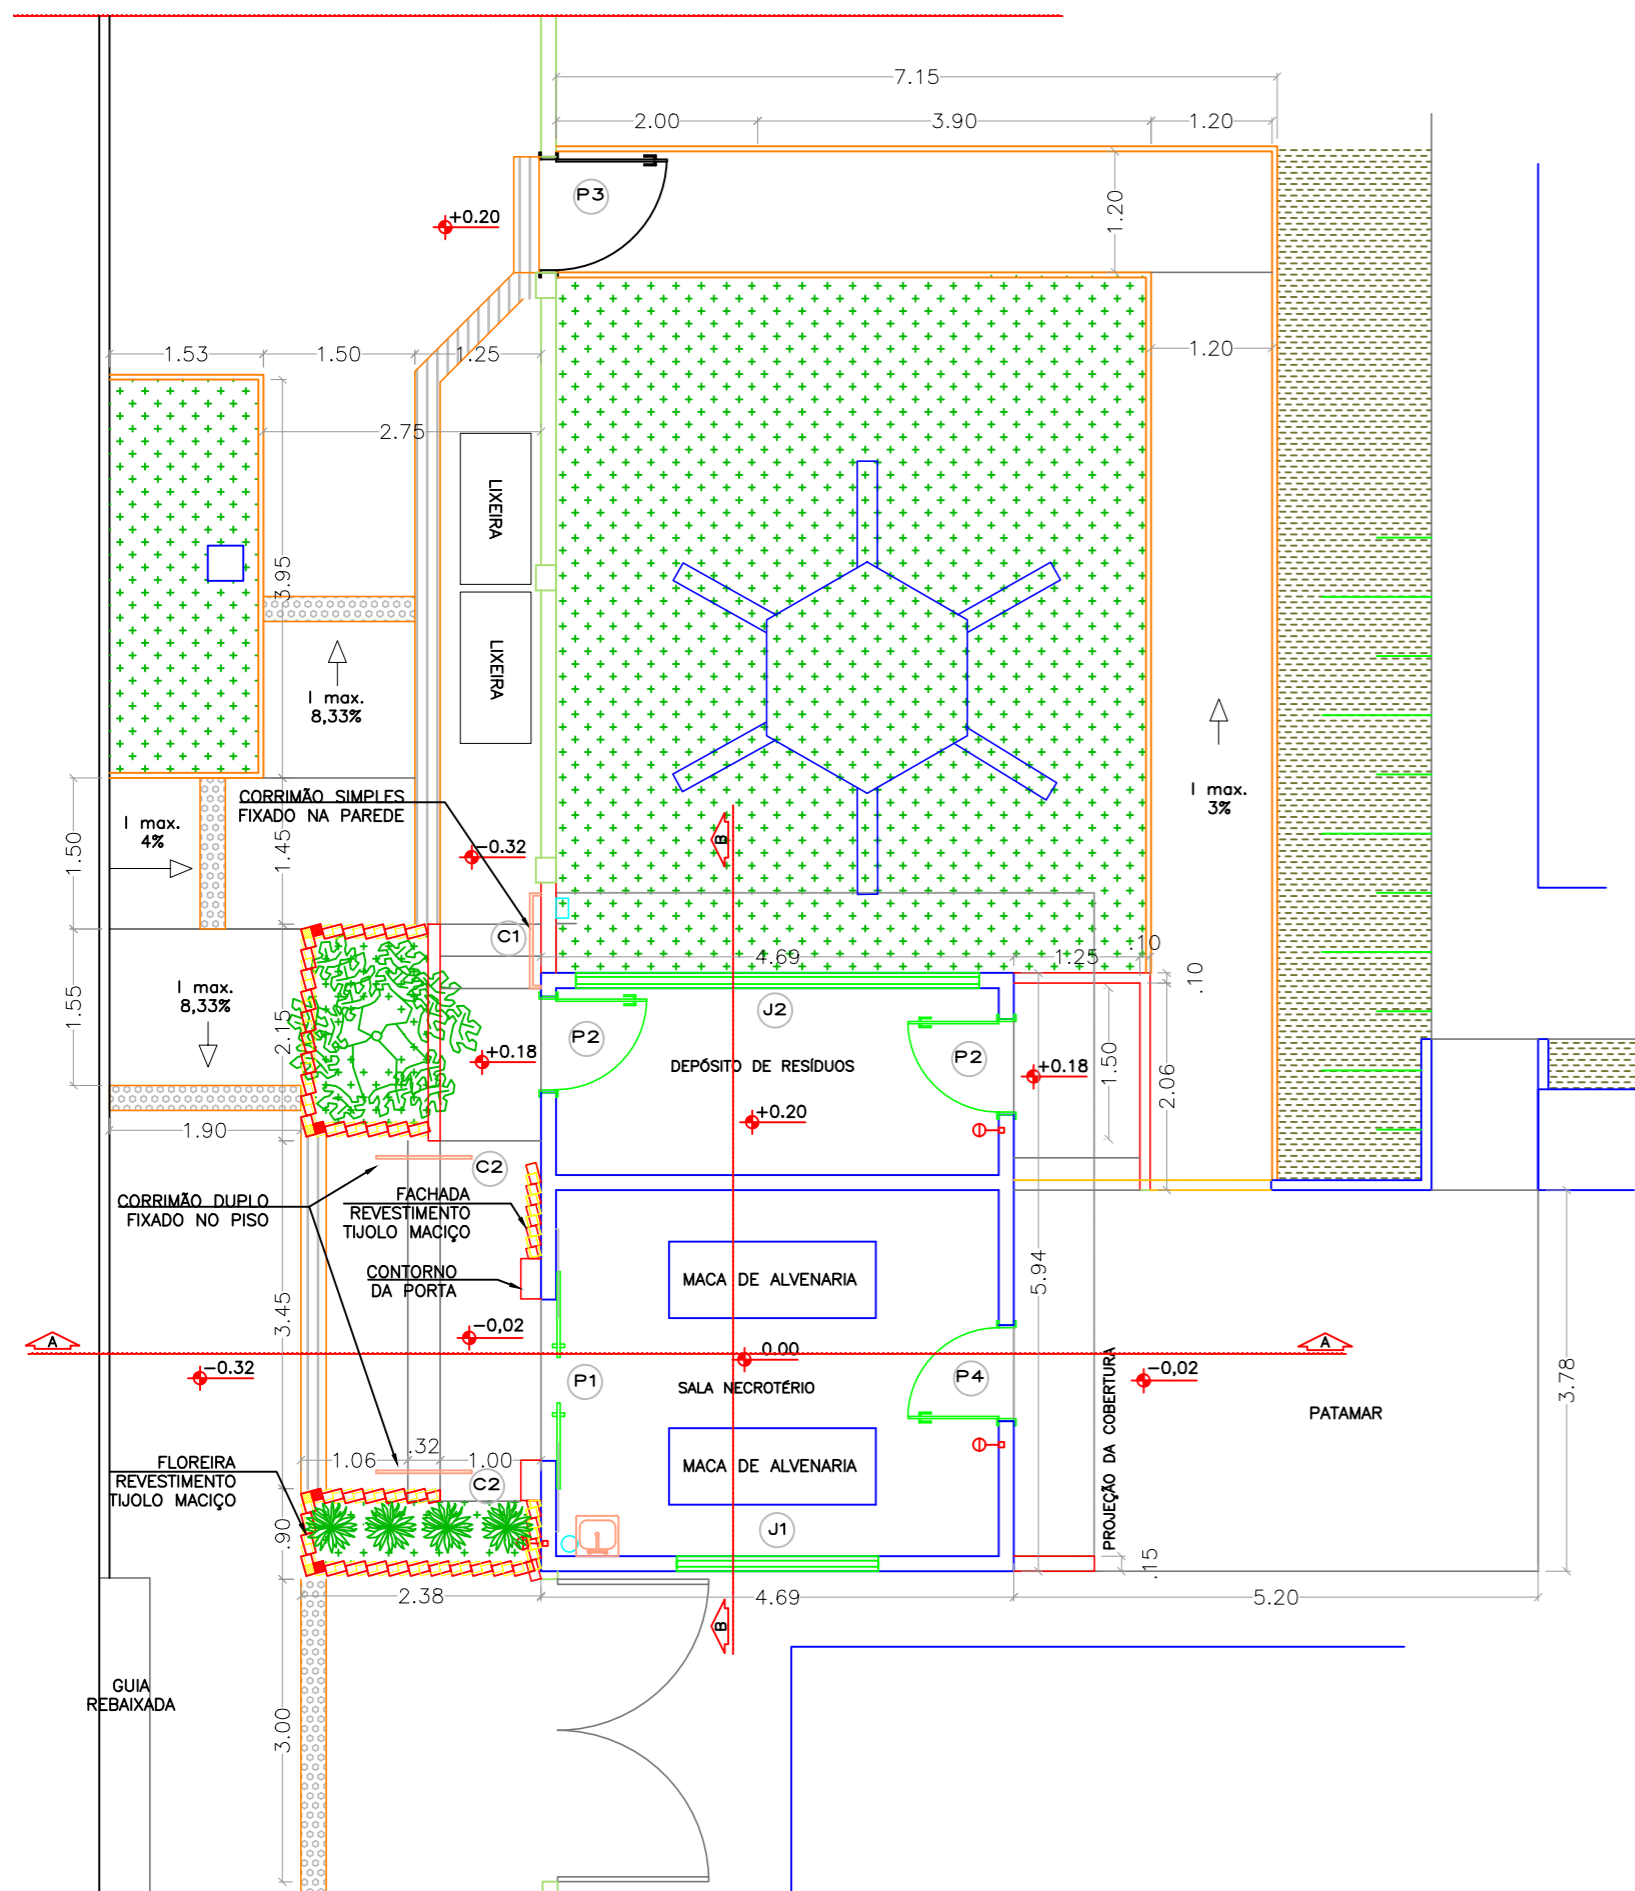 7.15
2.00
3.90
1.20
P3
1.20
+0.20
1.53
1.50
1.25
1.20
2.75
LIXEIRA
3.95
LIXEIRA
I max.
8,33%
I max.
3%
CORRIMÃO SIMPLES
FIXADO NA PAREDE
I max.
4%
1.50
1.45
-0.32
B
C1
4.69
1.25
.10
.10
I max.
8,33%
1.55
2.15
J2
P2
P2
DEPÓSITO DE RESÍDUOS
+0.18
+0.18
1.50
2.06
+0.20
1.90
C2
CORRIMÃO DUPLO
FIXADO NO PISO
FACHADA
REVESTIMENTO
TIJOLO MACIÇO
CONTORNO
DA PORTA
MACA DE ALVENARIA
5.94
3.45
-0,02
A
A
0.00
-0.32
P1
SALA NECROTÉRIO
P4
-0,02
3.78
PATAMAR
PROJEÇÃO DA COBERTURA
FLOREIRA
REVESTIMENTO
TIJOLO MACIÇO
1.06
.32
1.00
C2
MACA DE ALVENARIA
J1
.90
.15
2.38
4.69
5.20
B
GUIA
REBAIXADA
3.00